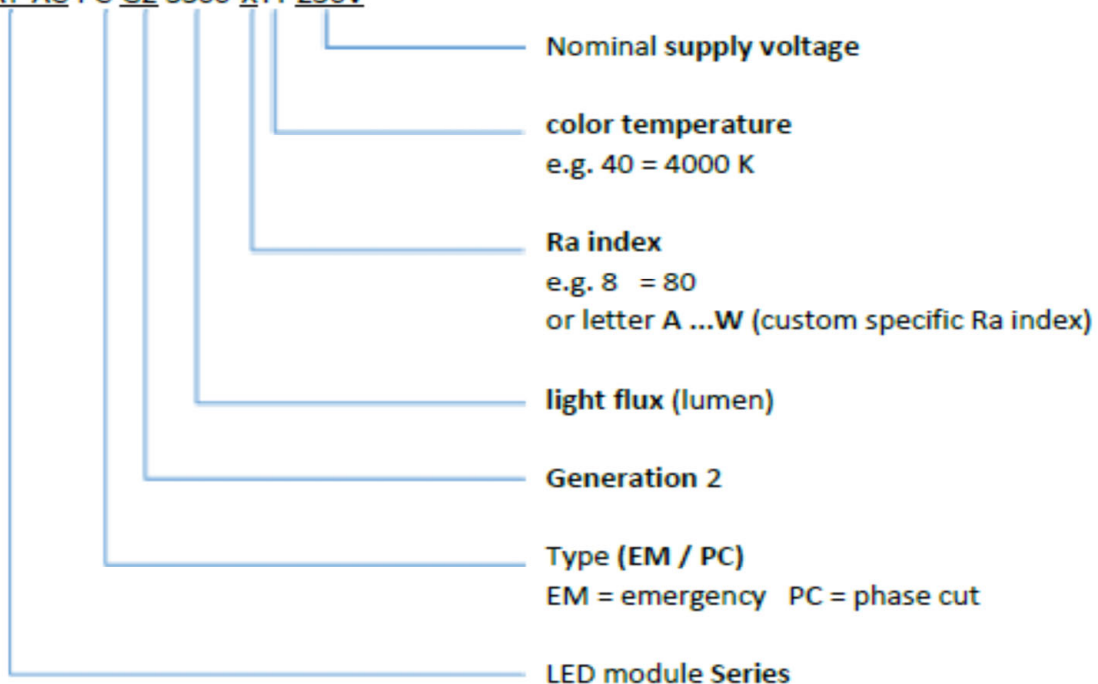 Nominal supply voltage
color temperature
e.g. 40 = 4000 K
Ra index
e.g. 8 = 80
or letter A ...W (custom specific Ra index)
light flux (lumen)
Generation 2
Type (EM / PC)
EM = emergency PC = phase cut
LED module Series